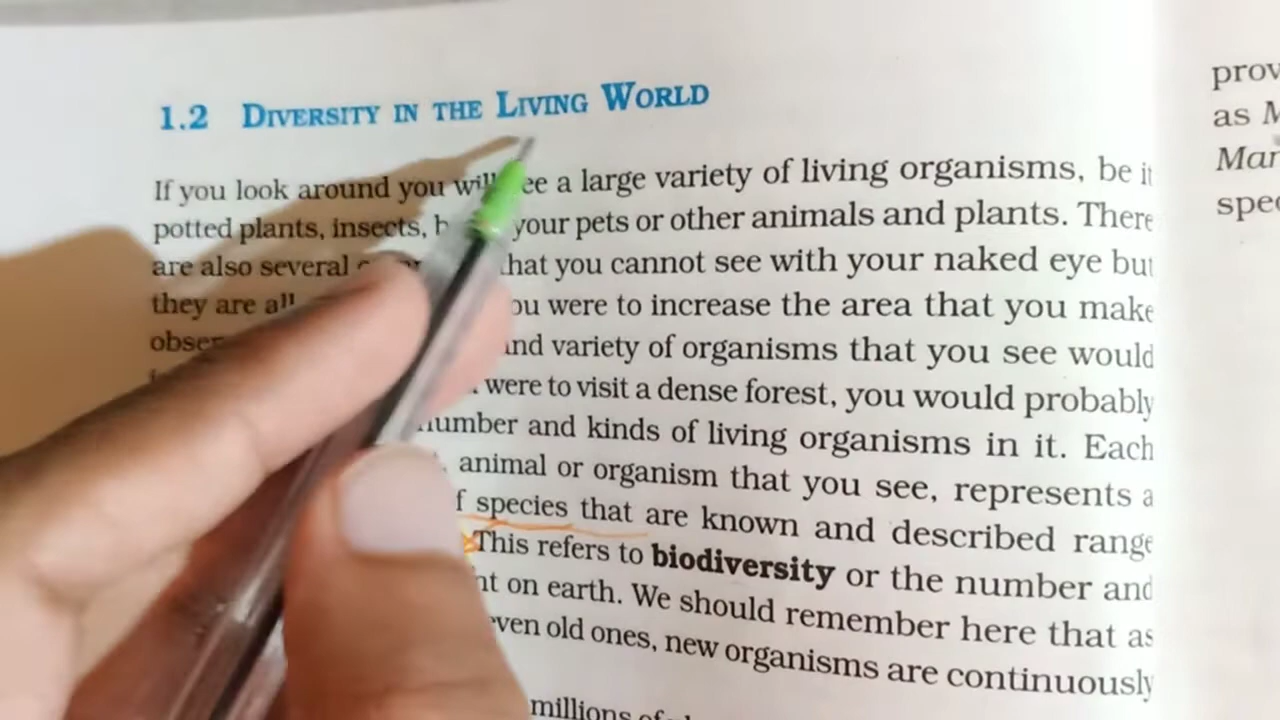 1.2 DIVERSITY IN THE LIVING WORLD
If you look around you will see a large variety of living organisms, be it
potted plants, insects, your pets or other animals and plants. There
are also several that you cannot see with your naked eye but
they are all you were to increase the area that you make
and variety of organisms that you see would
were to visit a dense forest, you would probably
number and kinds of living organisms in it. Each
animal or organism that you see, represents a
species that are known and described range
This refers to biodiversity or the number and
on earth. We should remember here that as
even old ones, new organisms are continuously
millions of
prov
as M
Mar
spec